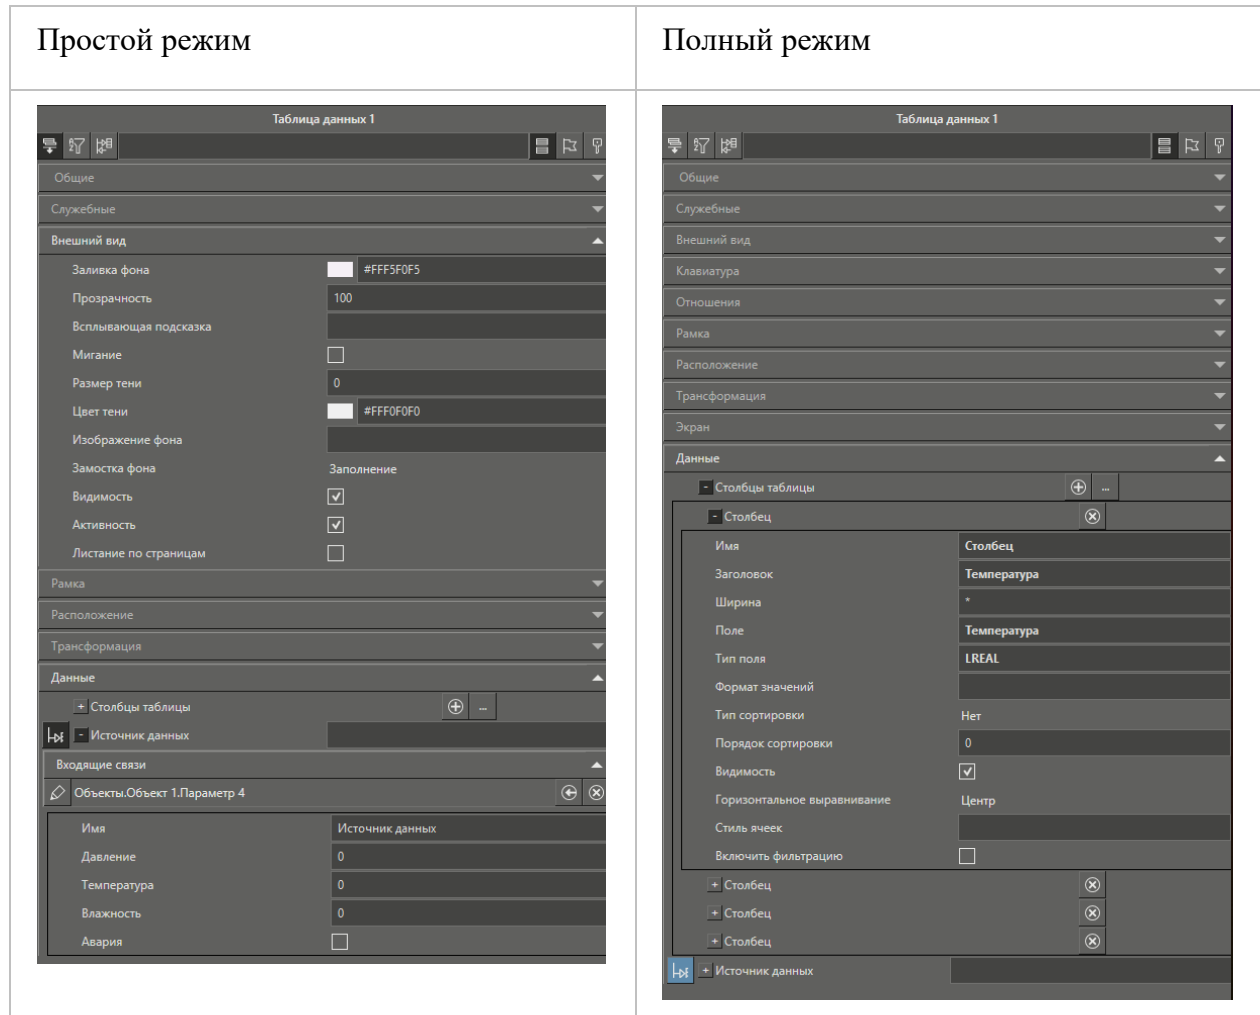 Простой режим
Полный режим
Таблица данных 1
Общие
Служебные
Внешний вид
Заливка фона #FFF5F0F5
Прозрачность 100
Всплывающая подсказка
Мигание
Размер тени 0
Цвет тени #FFF0F0F0
Изображение фона
Замостка фона Заполнение
Видимость
Активность
Листание по страницам
Рамка
Расположение
Трансформация
Данные
+ Столбцы таблицы ...
- Источник данных
Входящие связи
Объекты.Объект 1.Параметр 4
Имя Источник данных
Давление 0
Температура 0
Влажность 0
Авария
Таблица данных 1
Общие
Служебные
Внешний вид
Клавиатура
Отношения
Рамка
Расположение
Трансформация
Экран
Данные
- Столбцы таблицы ...
- Столбец
Имя Столбец
Заголовок Температура
Ширина *
Поле Температура
Тип поля LREAL
Формат значений
Тип сортировки Нет
Порядок сортировки 0
Видимость
Горизонтальное выравнивание Центр
Стиль ячеек
Включить фильтрацию
+ Столбец
+ Столбец
+ Столбец
+ Источник данных